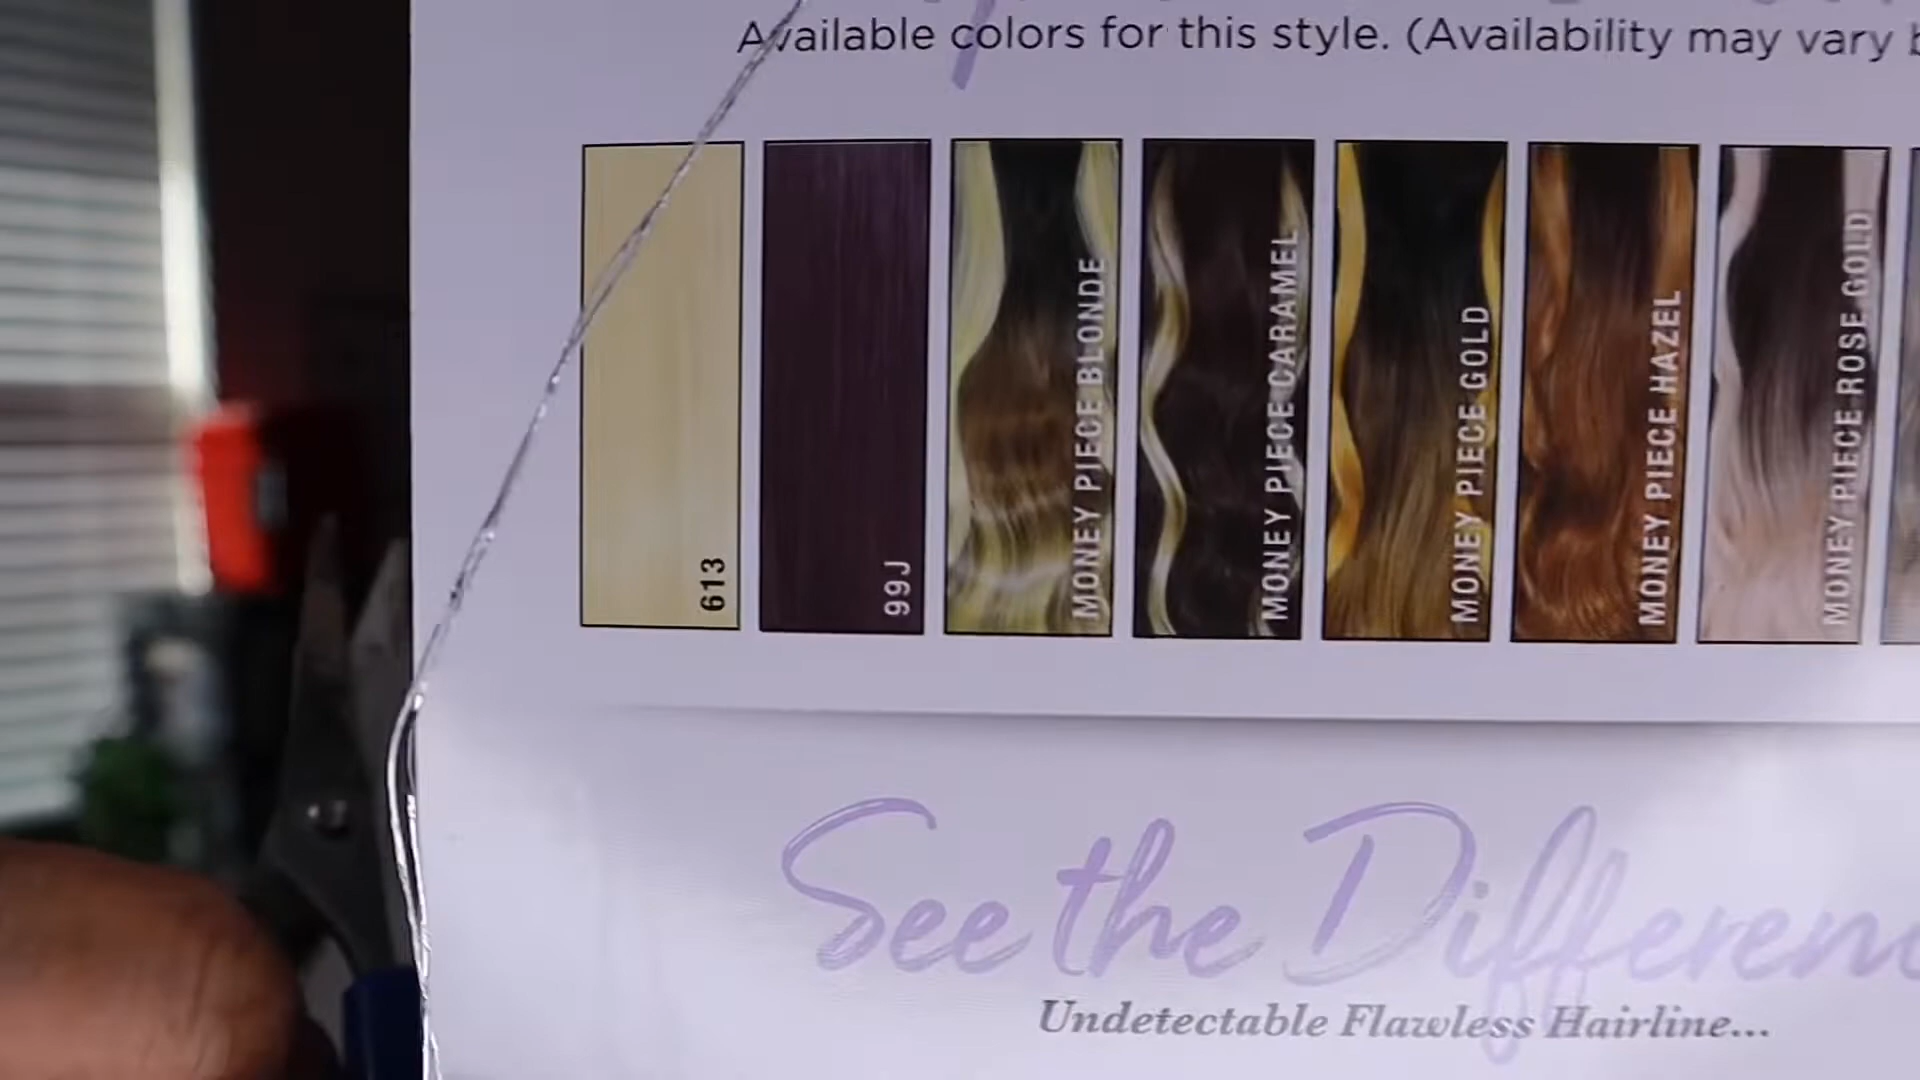 Available colors for this style. (Availability may vary
613
99J
MONEY PIECE BLONDE
MONEY PIECE CARAMEL
MONEY PIECE GOLD
MONEY PIECE HAZEL
MONEY PIECE ROSE GOLD
See the Differenc
Undetectable Flawless Hairline...